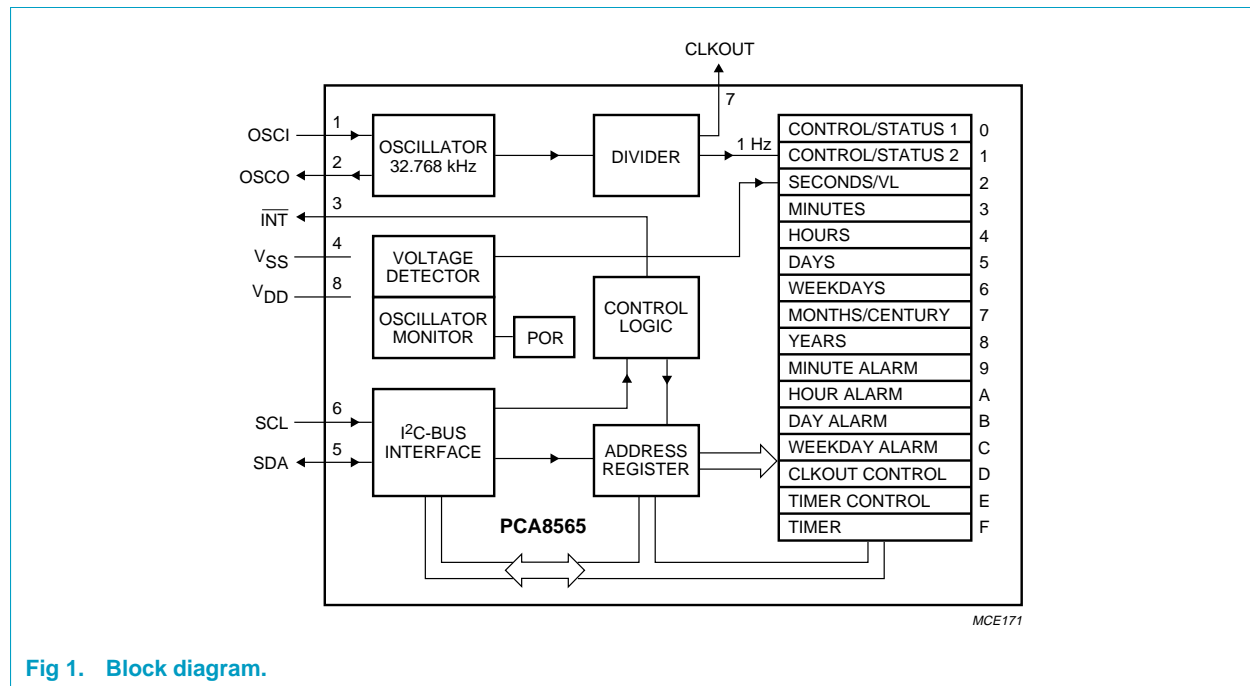 CLKOUT
7
OSCI
1
OSCILLATOR
32.768 kHz
DIVIDER
1 Hz
OSCO
2
INT
3
VSS
4
VDD
8
VOLTAGE
DETECTOR
OSCILLATOR
MONITOR
POR
CONTROL
LOGIC
SCL
6
SDA
5
I2C-BUS
INTERFACE
ADDRESS
REGISTER
PCA8565
CONTROL/STATUS 1 0
CONTROL/STATUS 2 1
SECONDS/VL 2
MINUTES 3
HOURS 4
DAYS 5
WEEKDAYS 6
MONTHS/CENTURY 7
YEARS 8
MINUTE ALARM 9
HOUR ALARM A
DAY ALARM B
WEEKDAY ALARM C
CLKOUT CONTROL D
TIMER CONTROL E
TIMER F
MCE171
Fig 1. Block diagram.